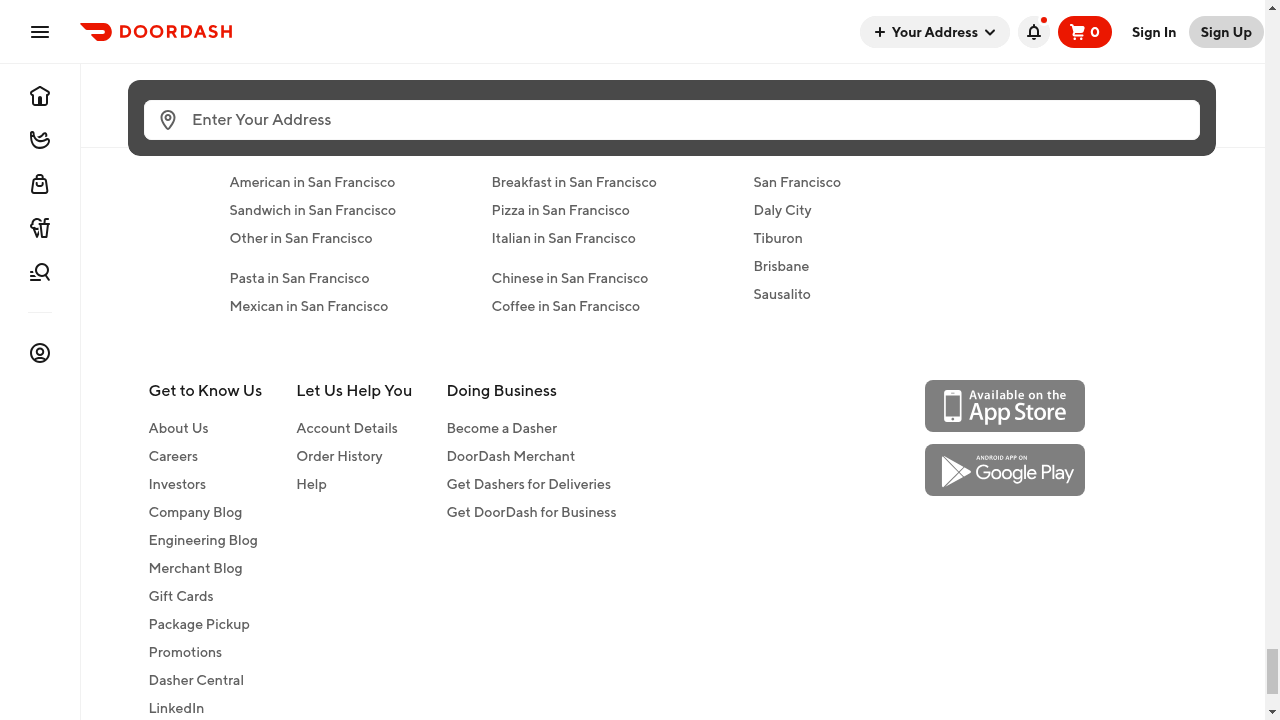 DOORDASH
Your Address
0
Sign In
Sign Up
Enter Your Address
American in San Francisco
Breakfast in San Francisco
San Francisco
Sandwich in San Francisco
Pizza in San Francisco
Daly City
Other in San Francisco
Italian in San Francisco
Tiburon
Brisbane
Pasta in San Francisco
Chinese in San Francisco
Sausalito
Mexican in San Francisco
Coffee in San Francisco
Get to Know Us
About Us
Careers
Investors
Company Blog
Engineering Blog
Merchant Blog
Gift Cards
Package Pickup
Promotions
Dasher Central
LinkedIn
Let Us Help You
Account Details
Order History
Help
Doing Business
Become a Dasher
DoorDash Merchant
Get Dashers for Deliveries
Get DoorDash for Business
Available on the
App Store
ANDROID APP ON
Google Play